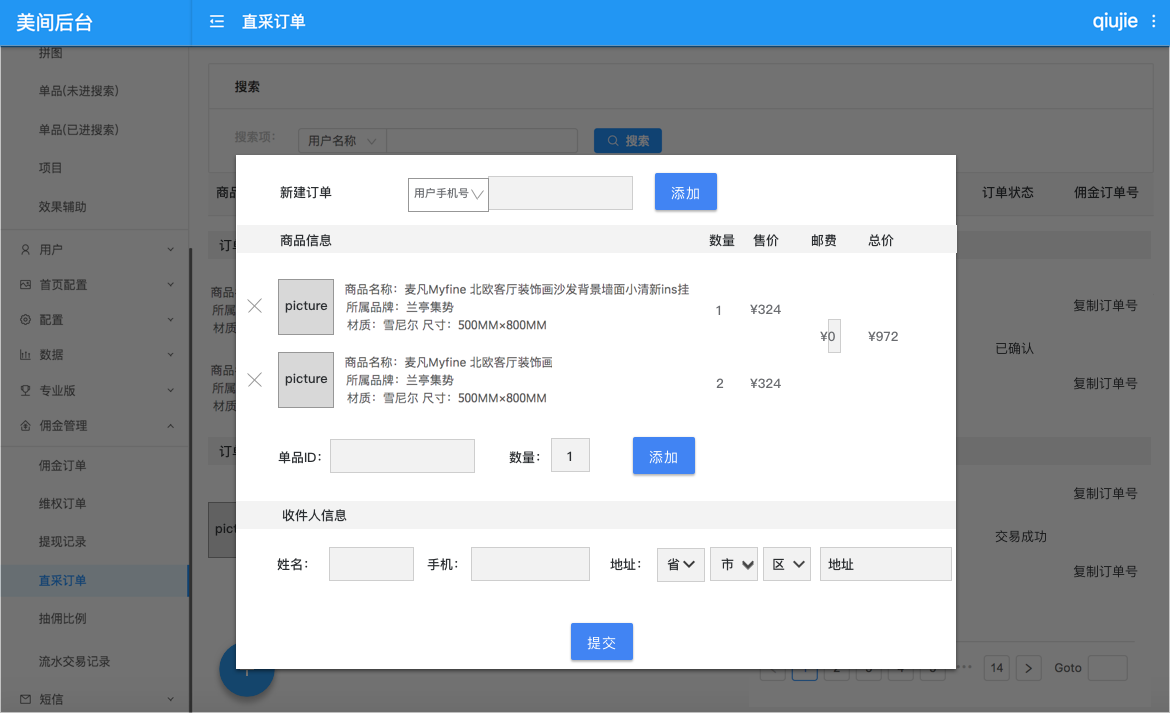 美间后台
直采订单
qiujie
拼图
单品(未进搜索)
单品(已进搜索)
项目
效果辅助
用户
首页配置
配置
数据
专业版
佣金管理
佣金订单
维权订单
提现记录
直采订单
抽佣比例
流水交易记录
短信
搜索
搜索项:
用户名称
搜索
订单状态
佣金订单号
新建订单
用户手机号
添加
商品信息
数量
售价
邮费
总价
picture
商品名称：麦凡Myfine 北欧客厅装饰画沙发背景墙面小清新ins挂
所属品牌：兰亭集势
材质：雪尼尔 尺寸：500MM×800MM
1
¥324
¥0
¥972
picture
商品名称：麦凡Myfine 北欧客厅装饰画
所属品牌：兰亭集势
材质：雪尼尔 尺寸：500MM×800MM
2
¥324
单品ID：
数量：
1
添加
收件人信息
姓名：
手机：
地址：
省
市
区
地址
提交
商品
所属
材质
商品
所属
材质
复制订单号
已确认
复制订单号
复制订单号
交易成功
复制订单号
14
Goto